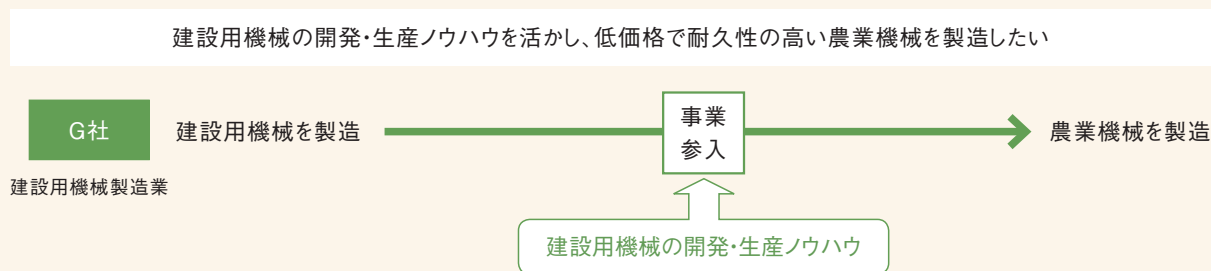 建設用機械の開発・生産ノウハウを活かし、低価格で耐久性の高い農業機械を製造したい
G社
建設用機械を製造
事業
参入
農業機械を製造
建設用機械製造業
建設用機械の開発・生産ノウハウ